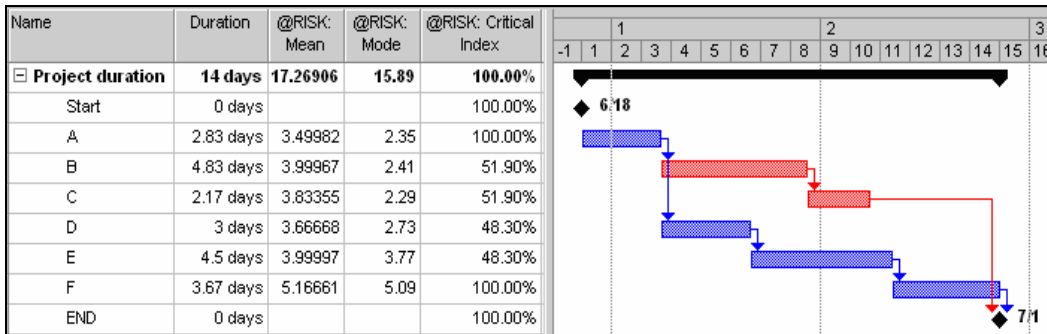 Name Duration @RISK: Mean @RISK: Mode @RISK: Critical Index
1 2 3
-1 1 2 3 4 5 6 7 8 9 10 11 12 13 14 15 16
Project duration 14 days 17.26906 15.89 100.00%
Start 0 days 100.00% 6/18
A 2.83 days 3.49982 2.35 100.00%
B 4.83 days 3.99967 2.41 51.90%
C 2.17 days 3.83355 2.29 51.90%
D 3 days 3.66668 2.73 48.30%
E 4.5 days 3.99997 3.77 48.30%
F 3.67 days 5.16661 5.09 100.00%
END 0 days 100.00% 7/1